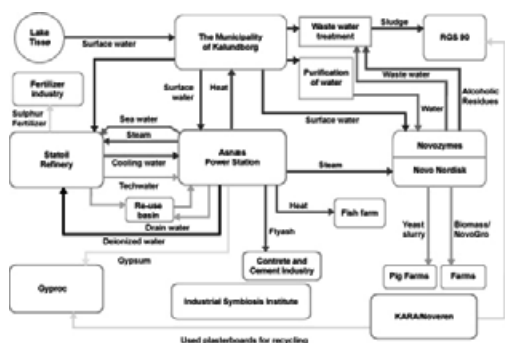 Lake
Tissø
Surface water
The Municipality
of Kalundborg
Waste water
treatment
Sludge
RGS 90
Fertilizer
industry
Surface
water
Heat
Purification
of water
Waste water
Alcoholic
Residues
Sulphur
Fertilizer
Sea water
Steam
Surface water
Water
Statoil
Refinery
Cooling water
Asnæs
Power Station
Steam
Novozymes
Novo Nordisk
Techwater
Re-use
basin
Drain water
Deionized water
Heat
Fish farm
Yeast
slurry
Biomass/
NovoGro
Gypsum
Flyash
Gyproc
Contrete and
Cement Industry
Pig Farms
Farms
Industrial Symbiosis Institute
KARA/Noveren
Used plasterboards for recycling